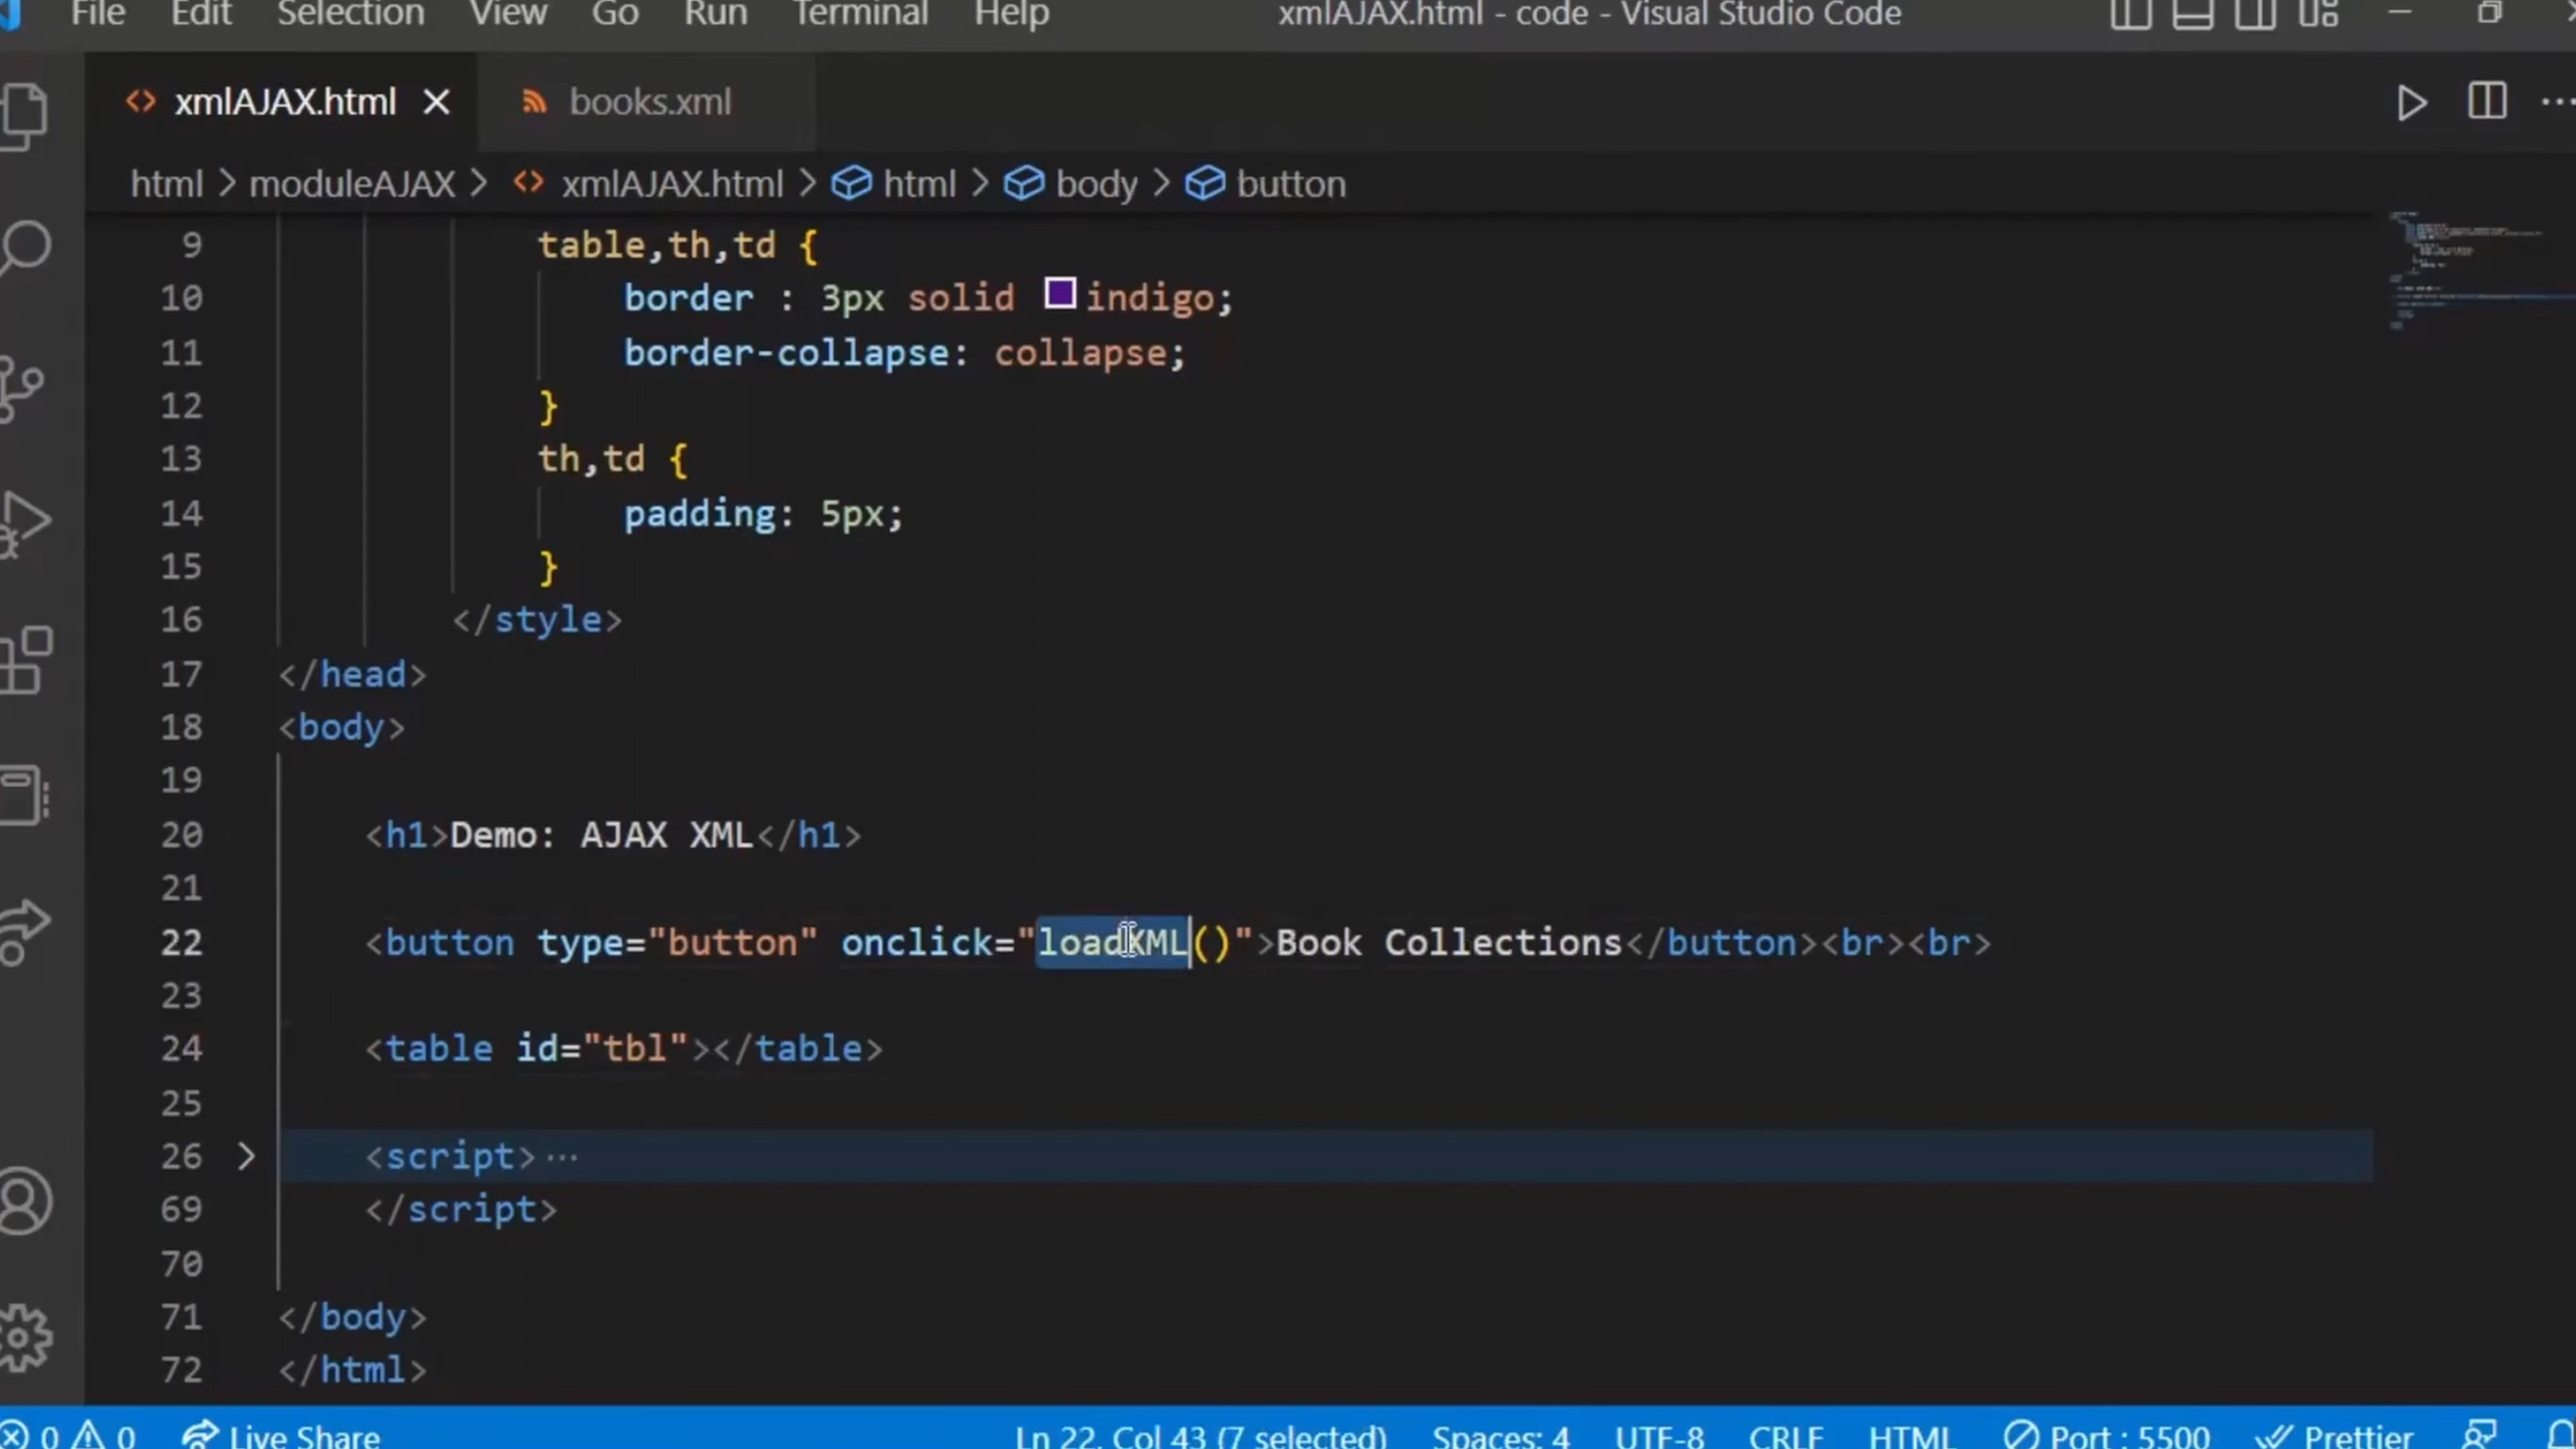 File Edit Selection View Go Run Terminal Help xmlAJAX.html - code - Visual Studio Code
xmlAJAX.html books.xml
html > moduleAJAX > xmlAJAX.html > html > body > button
9 table,th,td {
10 border : 3px solid indigo;
11 border-collapse: collapse;
12 }
13 th,td {
14 padding: 5px;
15 }
16 </style>
17 </head>
18 <body>
19
20 <h1>Demo: AJAX XML</h1>
21
22 <button type="button" onclick="loadXML()">Book Collections</button><br><br>
23
24 <table id="tbl"></table>
25
26 <script>...
69 </script>
70
71 </body>
72 </html>
0 0 Live Share Ln 22, Col 43 (7 selected) Spaces: 4 UTF-8 CRLF HTML Port : 5500 Prettier